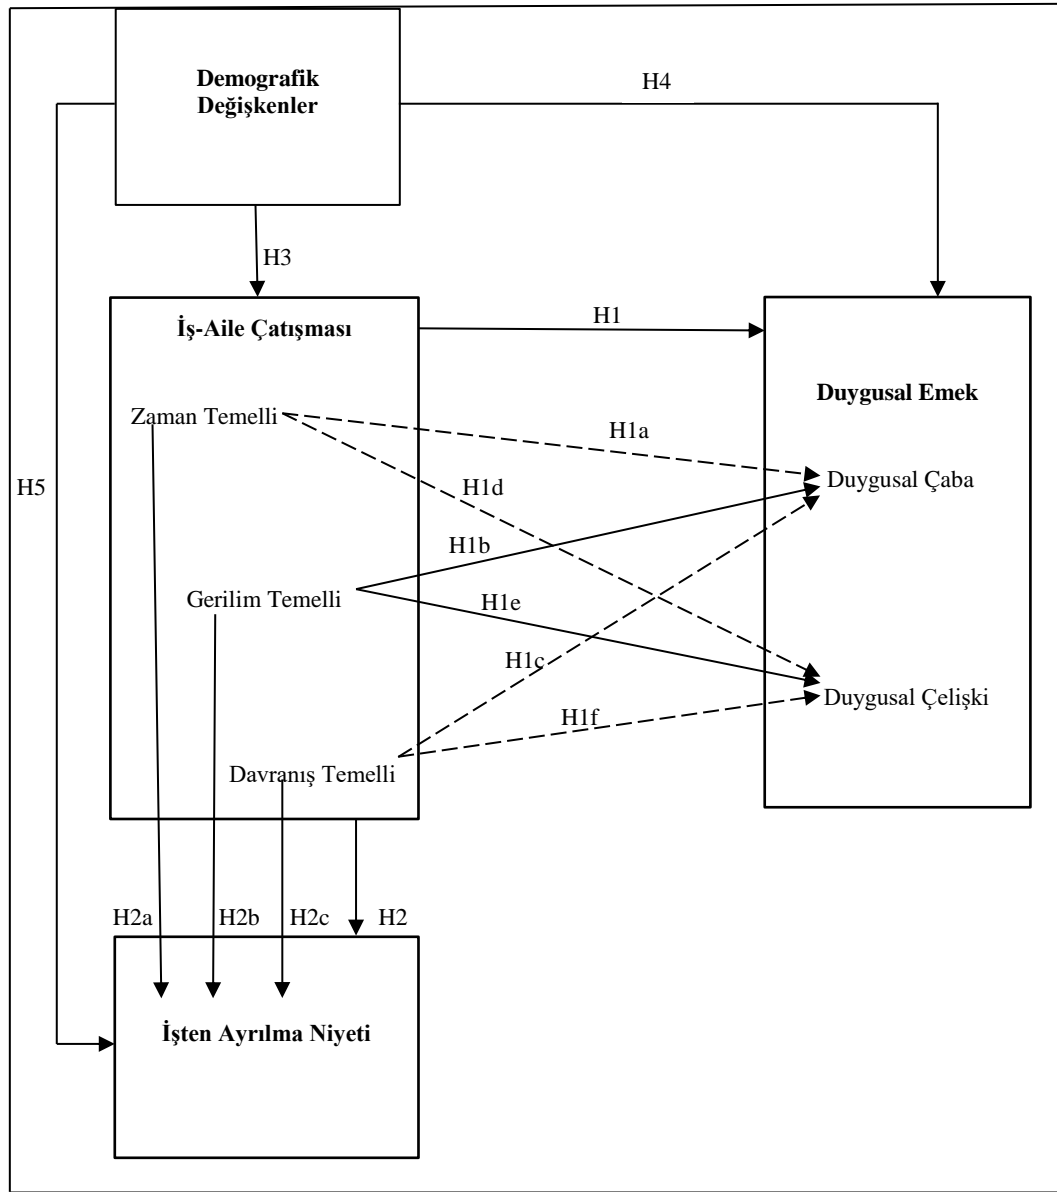 Demografik
Değişkenler
H4
H3
İş-Aile Çatışması
H1
Duygusal Emek
Zaman Temelli
H1a
H5
H1d
Duygusal Çaba
H1b
Gerilim Temelli
H1e
H1c
Duygusal Çelişki
H1f
Davranış Temelli
H2a
H2b
H2c
H2
İşten Ayrılma Niyeti